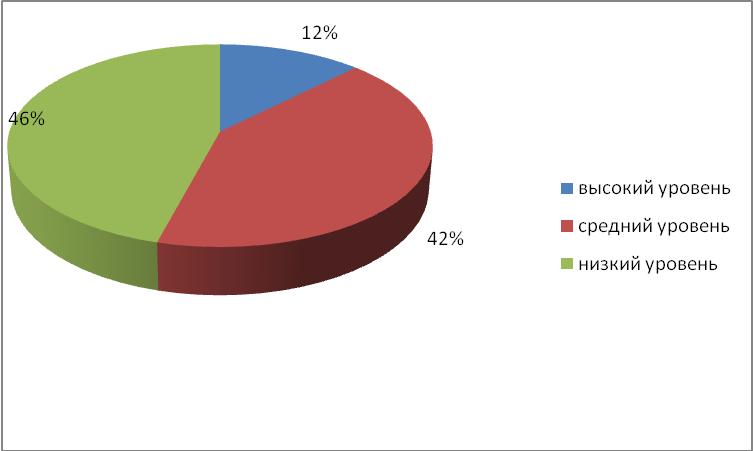 12%
46%
42%
высокий уровень
средний уровень
низкий уровень